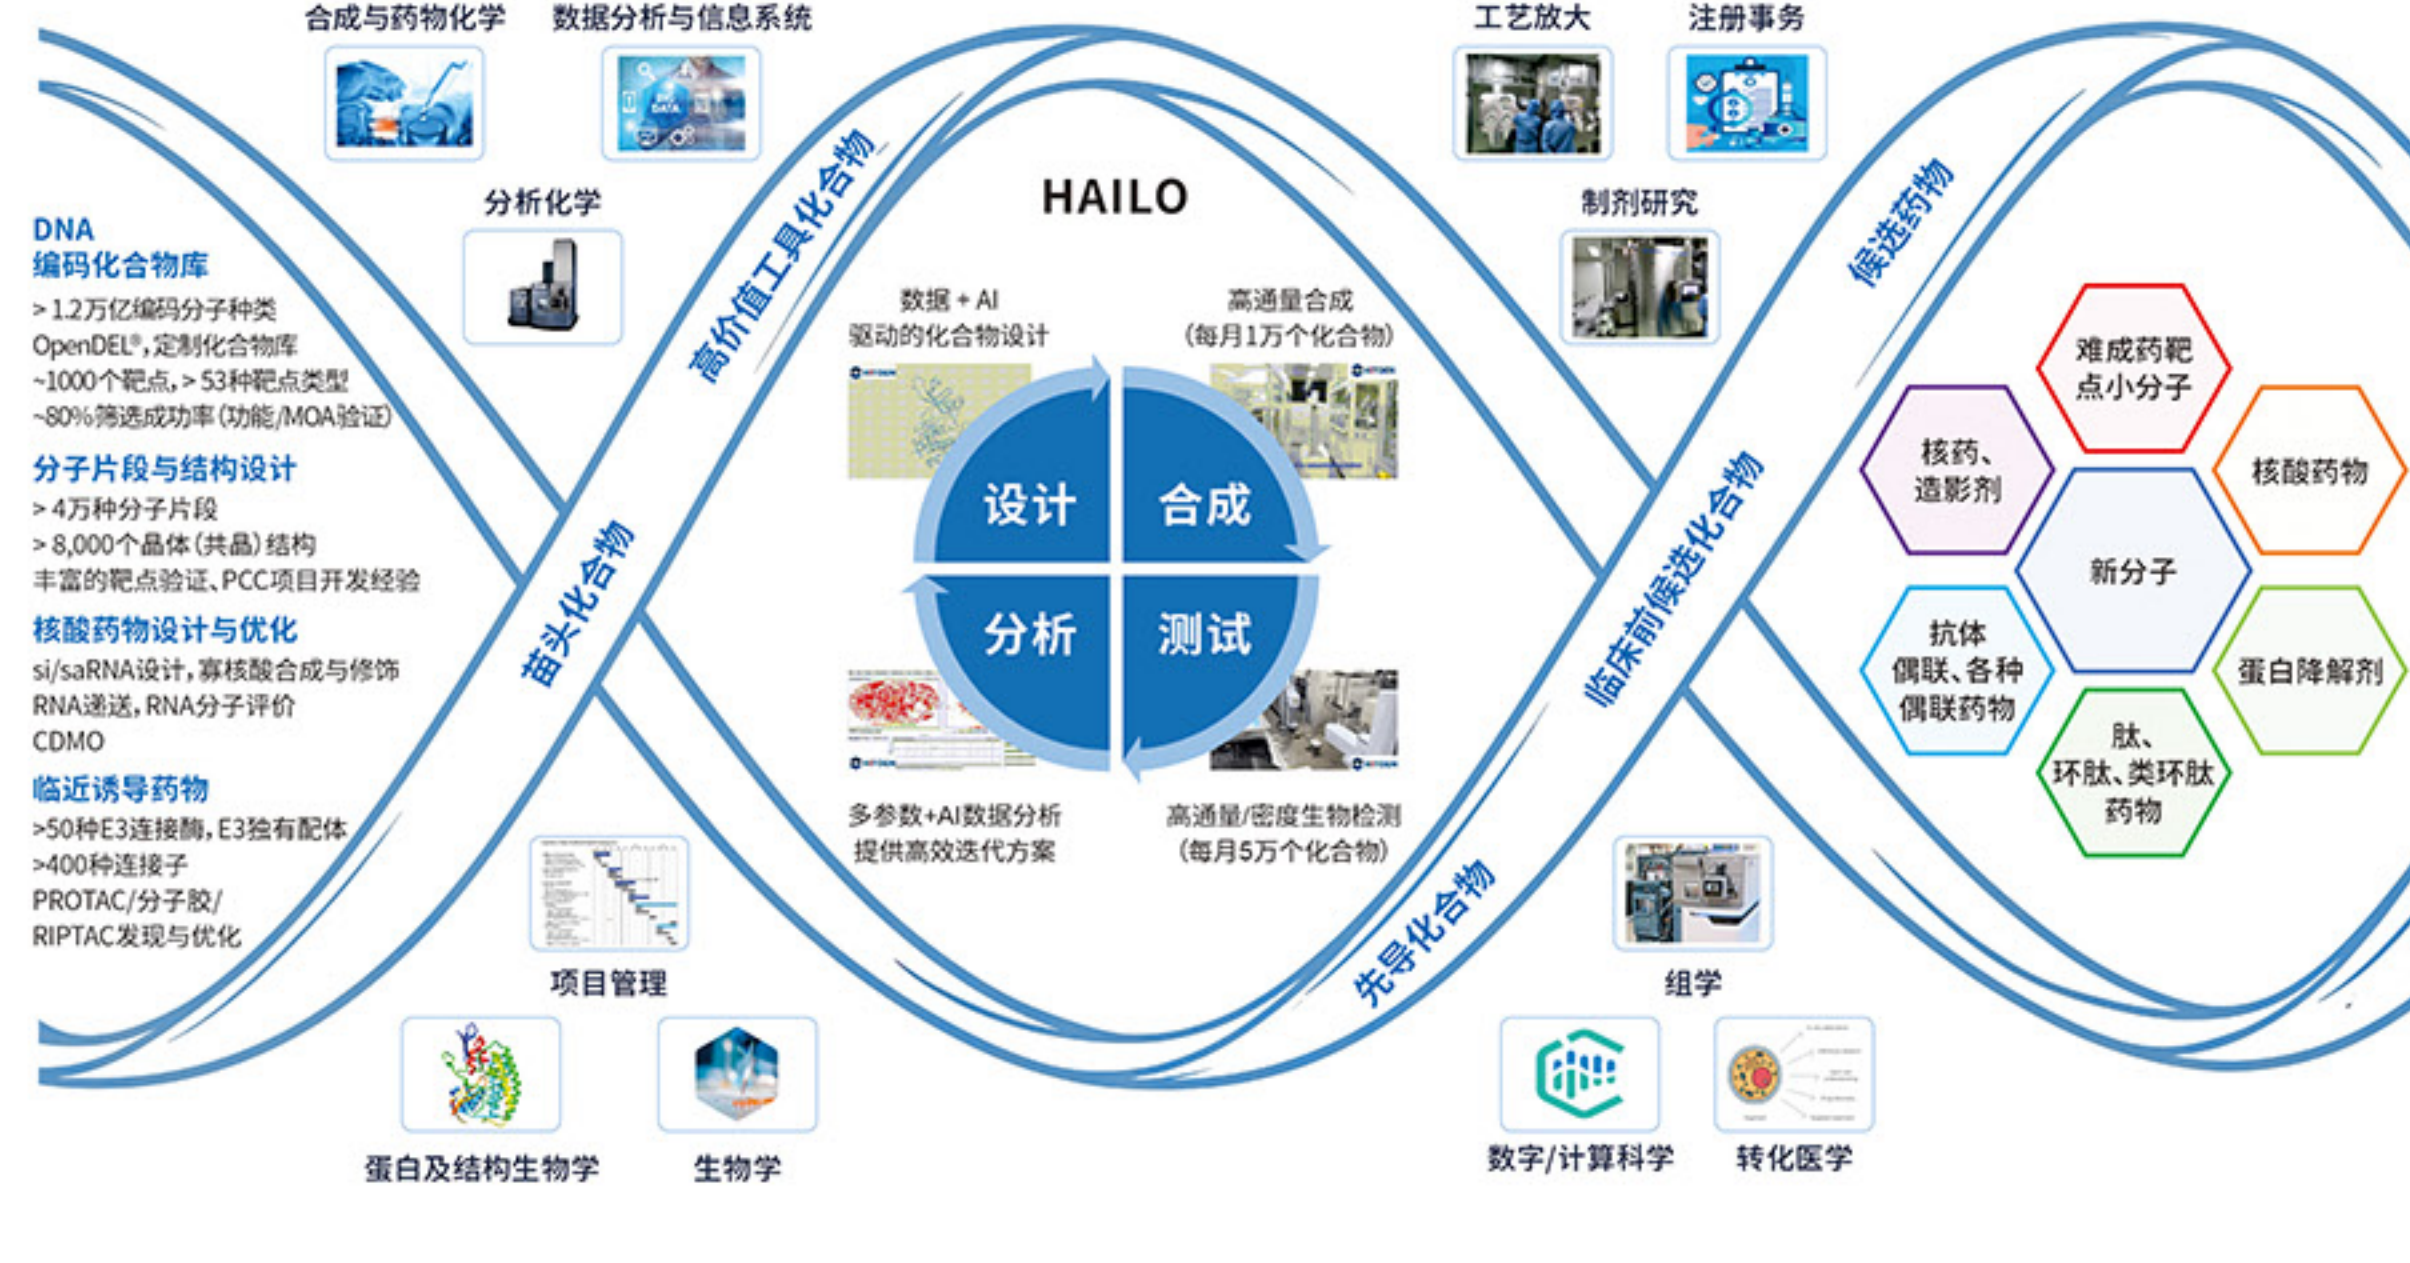 合成与药物化学
数据分析与信息系统
分析化学
DNA
编码化合物库
> 1.2万亿编码分子种类
OpenDEL®,定制化合物库
~1000个靶点,> 53种靶点类型
~80%筛选成功率(功能/MOA验证)
分子片段与结构设计
> 4万种分子片段
> 8,000个晶体(共晶)结构
丰富的靶点验证、PCC项目开发经验
核酸药物设计与优化
si/saRNA设计,寡核酸合成与修饰
RNA递送,RNA分子评价
CDMO
临近诱导药物
>50种E3连接酶,E3独有配体
>400种连接子
PROTAC/分子胶/
RIPTAC发现与优化
苗头化合物
高价值工具化合物
项目管理
蛋白及结构生物学
生物学
HAILO
数据 + AI
驱动的化合物设计
高通量合成
(每月1万个化合物)
设计
合成
分析
测试
多参数+AI数据分析
提供高效迭代方案
高通量/密度生物检测
(每月5万个化合物)
先导化合物
临床前候选化合物
候选药物
工艺放大
注册事务
制剂研究
组学
数字/计算科学
转化医学
难成药靶
点小分子
核药、
造影剂
核酸药物
新分子
抗体
偶联、各种
偶联药物
蛋白降解剂
肽、
环肽、类环肽
药物
DATA